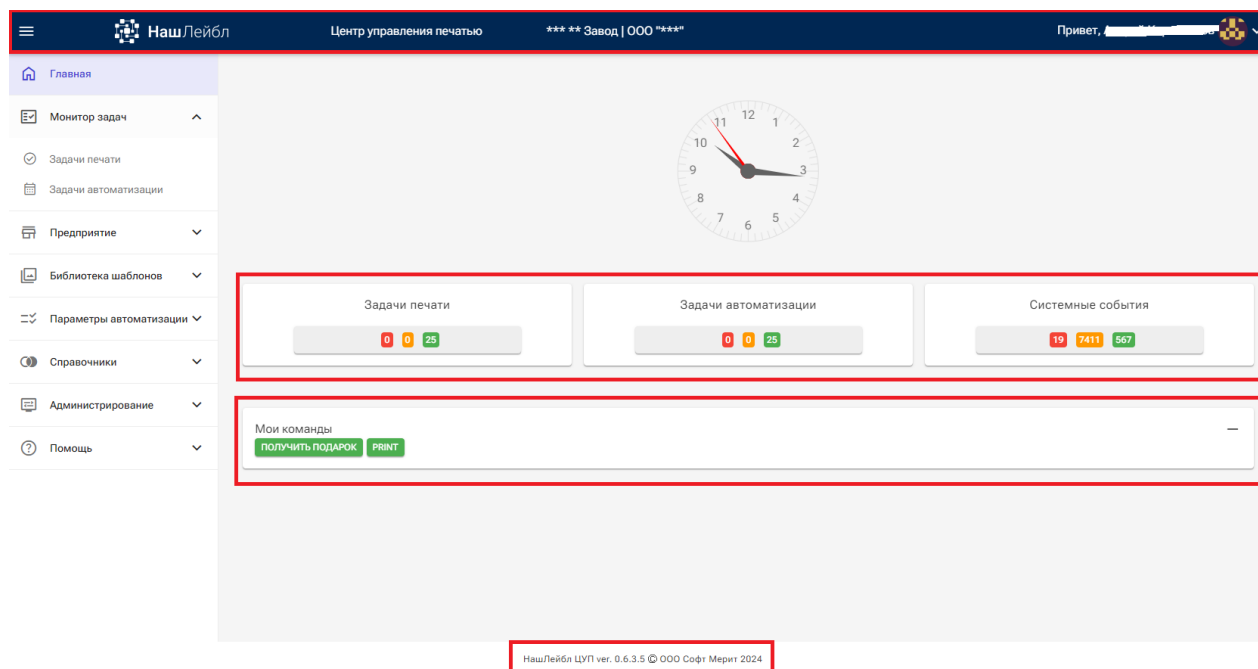 НашЛейбл Центр управления печатью *** ** Завод | ООО "***" Привет,
Главная
Монитор задач
Задачи печати
Задачи автоматизации
Предприятие
Библиотека шаблонов
Параметры автоматизации
Справочники
Администрирование
Помощь
12
1
2
3
4
5
6
7
8
9
10
11
Задачи печати
0 0 25
Задачи автоматизации
0 0 25
Системные события
19 7411 567
Мои команды
ПОЛУЧИТЬ ПОДАРОК PRINT
НашЛейбл ЦУП ver. 0.6.3.5 © ООО Софт Мерит 2024